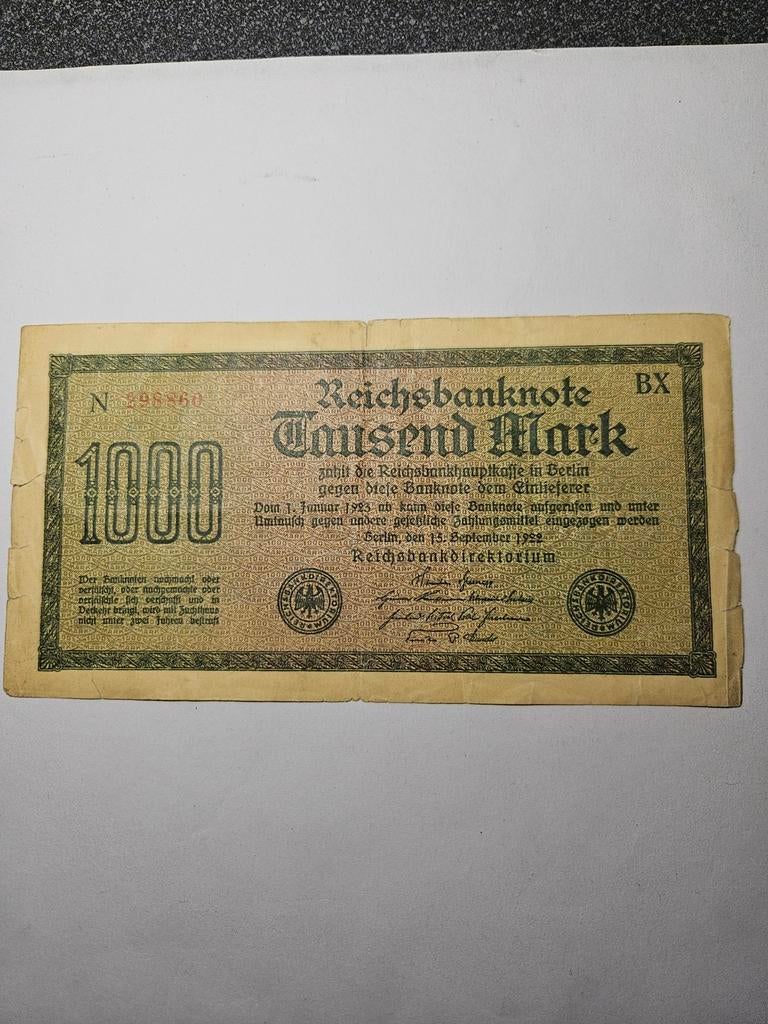 Reichsbanknote
BX
N 298860
Tausend Mark
1000
zahlt die Reichsbankhauptkasse in Berlin
gegen diese Banknote dem Einlieferer
Vom 1. Januar 1923 ab kann diese Banknote aufgerufen und unter
Umtausch gegen andere gesetzliche Zahlungsmittel eingezogen werden
Berlin, den 15. September 1922
Reichsbankdirektorium
Wer Banknoten nachmacht oder
verfälscht, oder nachgemachte oder
verfälschte sich verschafft und in
Verkehr bringt, wird mit Zuchthaus
nicht unter zwei Jahren bestraft
REICHSBANKDIREKTORIUM
REICHSBANKDIREKTORIUM